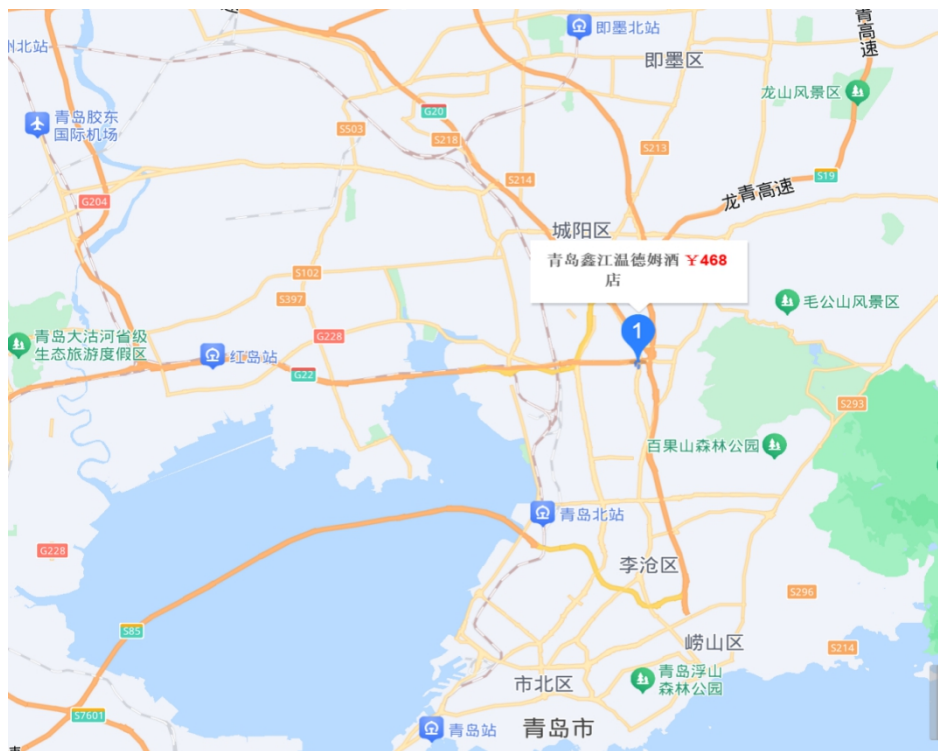 即墨北站
青高速
州北站
即墨区
龙山风景区
青岛胶东
国际机场
G20
S503
S218
S213
S214
S19
龙青高速
G204
城阳区
青岛鑫江温德姆酒
店
￥468
S102
S397
毛公山风景区
1
青岛大沽河省级
生态旅游度假区
G228
红岛站
G22
S293
百果山森林公园
青岛北站
G228
李沧区
S296
S85
崂山区
S214
青岛浮山
森林公园
市北区
S7601
青岛站
青岛市